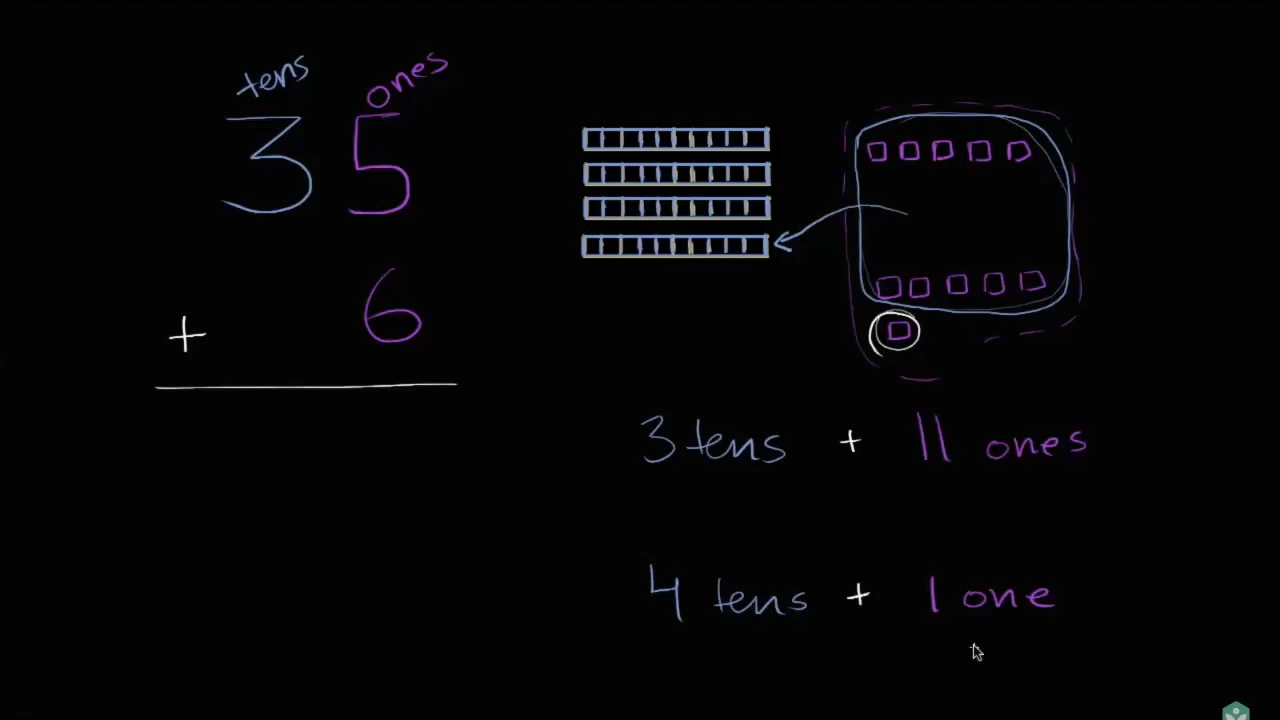 tens ones
35
+ 6
3 tens + 11 ones
4 tens + 1 one